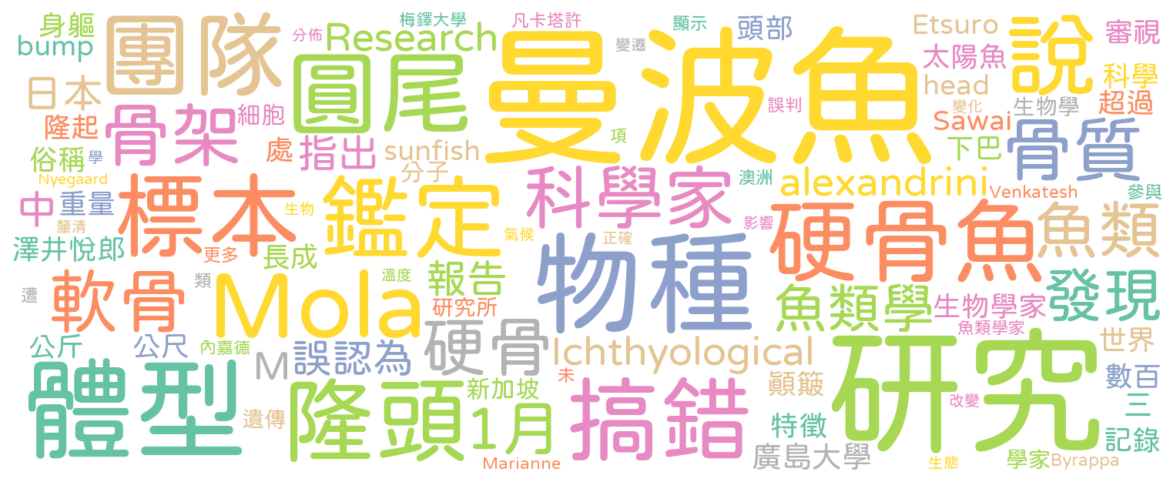 身軀
bump
團隊
分佈
梅鐸大學
Research
凡卡塔許
變遷
顯示
頭部
Etsuro
太陽魚
head
說
審視
科學
超過
日本
隆起
俗稱
學
骨架
細胞
處
指出
圓尾
sunfish
分子
曼波魚
項
誤判
變化
生物學
Sawai
下巴
骨質
Nyegaard
中
重量
釐清
澤井悅郎
遭
標本
生物
更多
長成
類
鑑定
氣候
科學家
正確
澳洲
影響
alexandrini
Venkatesh
參與
硬骨魚
魚類
軟骨
Mola
溫度
報告
研究所
物種
魚類學
生物學家
魚類學家
發現
公斤
公尺
內嘉德
M
誤認為
硬骨
Ichthyological
世界
體型
遺傳
隆頭
1月
新加坡
未
搞錯
顛簸
特徵
研究
改變
數百
三
記錄
Marianne
廣島大學
生態
學家
Byrappa